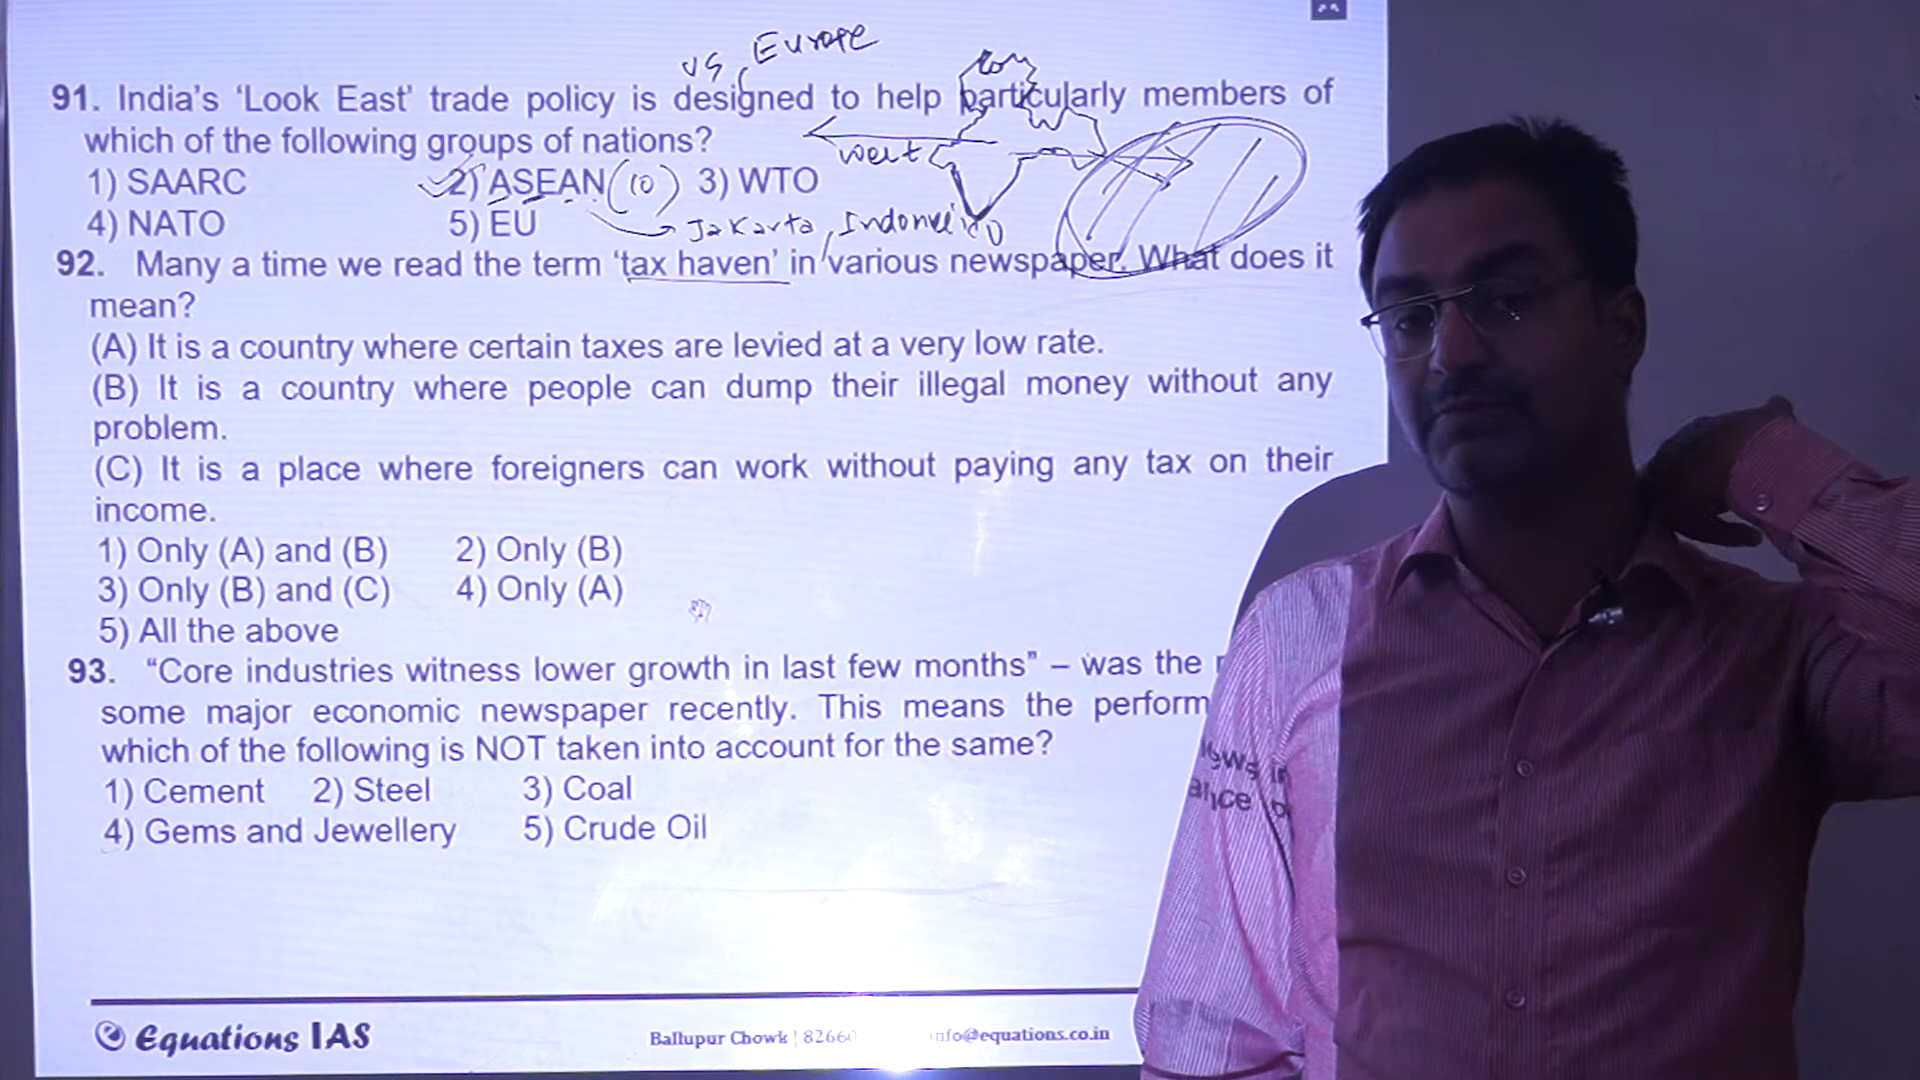 US, Europe
91. India's 'Look East' trade policy is designed to help particularly members of
which of the following groups of nations?
West
1) SAARC 2) ASEAN (10) 3) WTO
4) NATO 5) EU
Jakarta, Indonesia
92. Many a time we read the term 'tax haven' in various newspaper. What does it
mean?
(A) It is a country where certain taxes are levied at a very low rate.
(B) It is a country where people can dump their illegal money without any
problem.
(C) It is a place where foreigners can work without paying any tax on their
income.
1) Only (A) and (B) 2) Only (B)
3) Only (B) and (C) 4) Only (A)
5) All the above
93. “Core industries witness lower growth in last few months” – was the news in
some major economic newspaper recently. This means the performance of
which of the following is NOT taken into account for the same?
1) Cement 2) Steel 3) Coal
4) Gems and Jewellery 5) Crude Oil
Equations IAS
Ballupur Chowk | 8266 info@equations.co.in